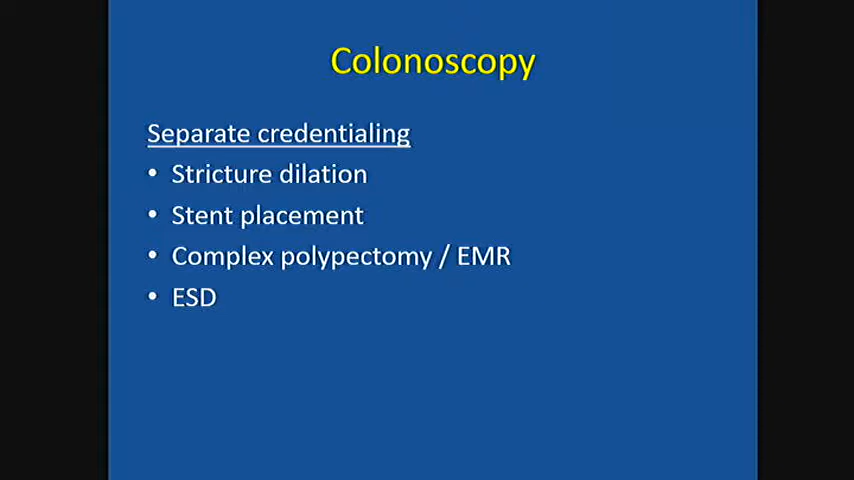 Colonoscopy
Separate credentialing
• Stricture dilation
• Stent placement
• Complex polypectomy / EMR
• ESD